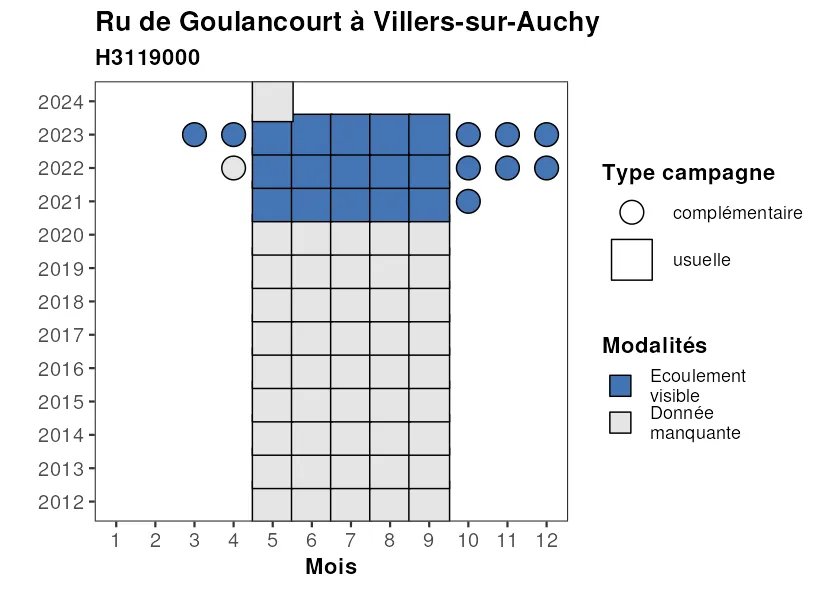 Ru de Goulancourt à Villers-sur-Auchy
H3119000
2024
2023
2022
2021
2020
2019
2018
2017
2016
2015
2014
2013
2012
1 2 3 4 5 6 7 8 9 10 11 12
Mois
Type campagne
complémentaire
usuelle
Modalités
Ecoulement
visible
Donnée
manquante